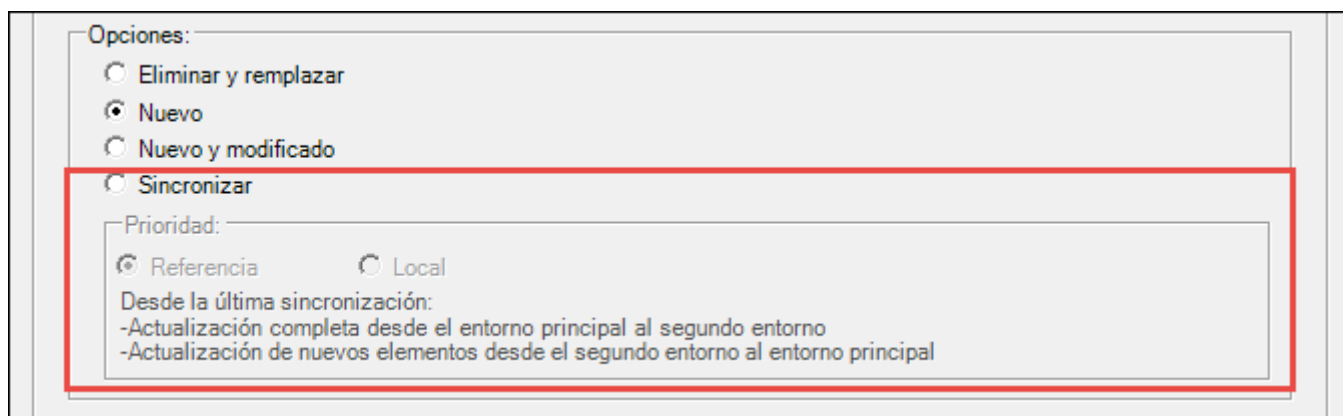 Opciones:
Eliminar y remplazar
Nuevo
Nuevo y modificado
Sincronizar
Prioridad:
Referencia Local
Desde la última sincronización:
-Actualización completa desde el entorno principal al segundo entorno
-Actualización de nuevos elementos desde el segundo entorno al entorno principal